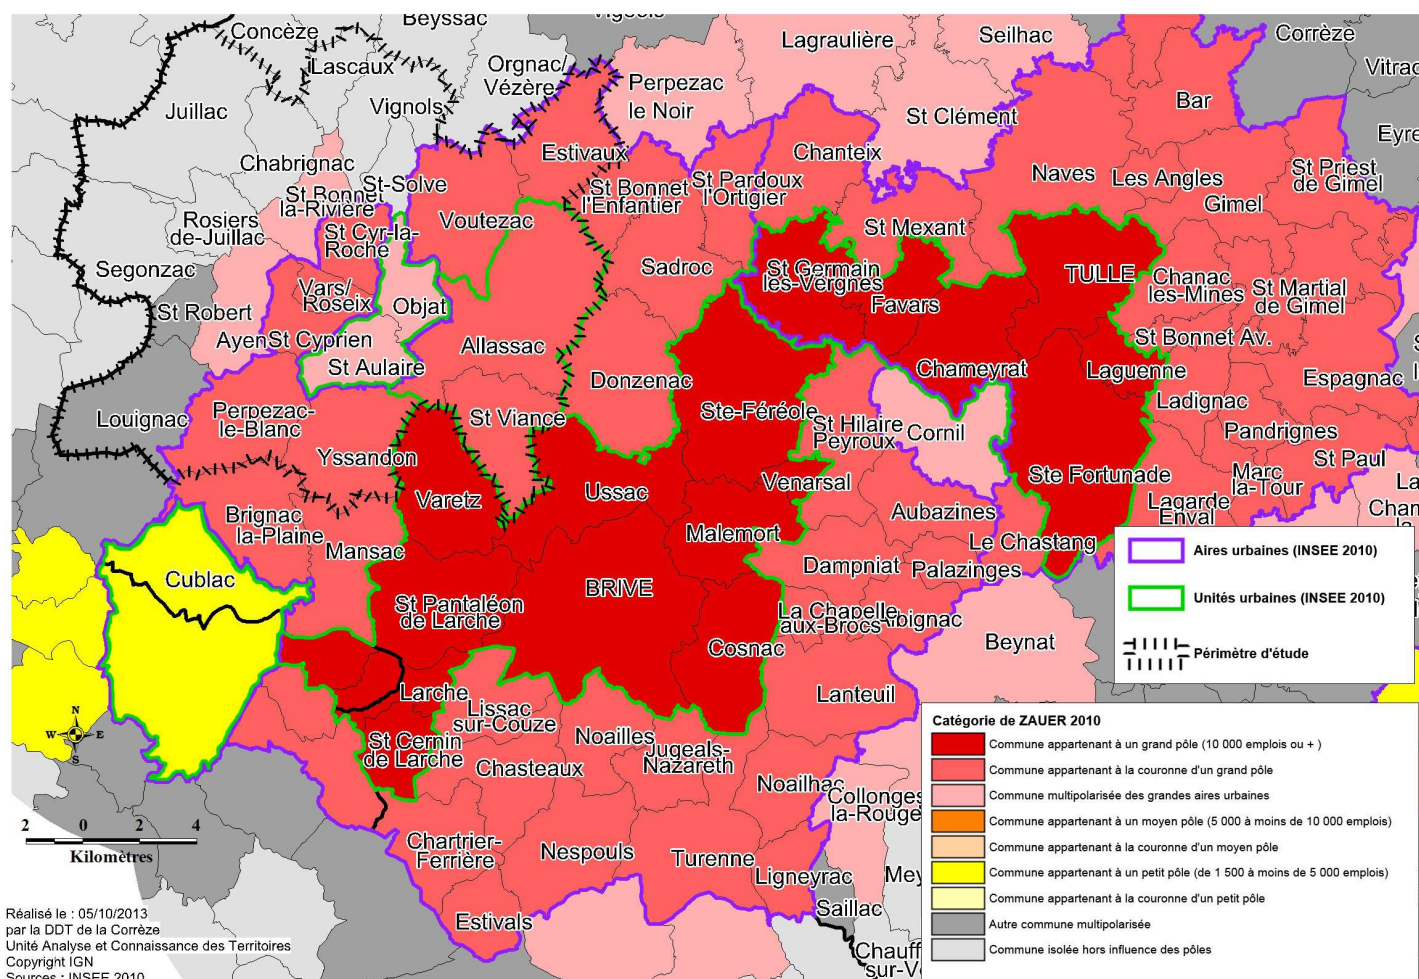 Concèze
Beyssac
Vigeois
Lagraulière
Seilhac
Corrèze
Lascaux
Orgnac/
Vézère
Perpezac
le Noir
Juillac
Vignols
St Clément
Bar
Estivaux
Chanteix
Chabrignac
St-Solve
St Bonnet
la-Rivière
St Bonnet
l'Enfantier
St Pardoux
l'Ortigier
Naves
Les Angles
St Priest
de Gimel
Gimel
Rosiers
de-Juillac
St Cyr-la-
Roche
Voutezac
St Mexant
Segonzac
Sadroc
St Germain
les-Vergnes
TULLE
Chanac
les-Mines
St Martial
de Gimel
Vars/
Roseix
Objat
Favars
St Robert
Ayen
St Cyprien
Allassac
St Bonnet Av.
St Aulaire
Donzenac
Chameyrat
Laguenne
Espagnac
Louignac
Perpezac-
le-Blanc
St Viance
Ste-Féréole
St Hilaire
Peyroux
Cornil
Ladignac
Pandrignes
Yssandon
St Paul
Varetz
Ussac
Venarsal
Ste Fortunade
Marc
la-Tour
Brignac
la-Plaine
Aubazines
Lagarde
Enval
Malemort
Mansac
Le Chastang
Cublac
BRIVE
Dampniat
Palazinges
St Pantaléon
de Larche
La Chapelle
aux-Brocs
Cosnac
Beynat
Larche
Lissac
sur-Couze
Lanteuil
St Cernin
de Larche
Noailles
Jugeals-
Nazareth
Chasteaux
Noailhac
Collonges
la-Rouge
Chartrier-
Ferrière
Nespouls
Turenne
Ligneyrac
Saillac
Estivals
Aires urbaines (INSEE 2010)
Unités urbaines (INSEE 2010)
Périmètre d'étude
Catégorie de ZAUER 2010
Commune appartenant à un grand pôle (10 000 emplois ou + )
Commune appartenant à la couronne d'un grand pôle
Commune multipolarisée des grandes aires urbaines
Commune appartenant à un moyen pôle (5 000 à moins de 10 000 emplois)
Commune appartenant à la couronne d'un moyen pôle
Commune appartenant à un petit pôle (de 1 500 à moins de 5 000 emplois)
Commune appartenant à la couronne d'un petit pôle
Autre commune multipolarisée
Commune isolée hors influence des pôles
N
W E
S
2 0 2 4
Kilomètres
Réalisé le : 05/10/2013
par la DDT de la Corrèze
Unité Analyse et Connaissance des Territoires
Copyright IGN
Sources : INSEE 2010